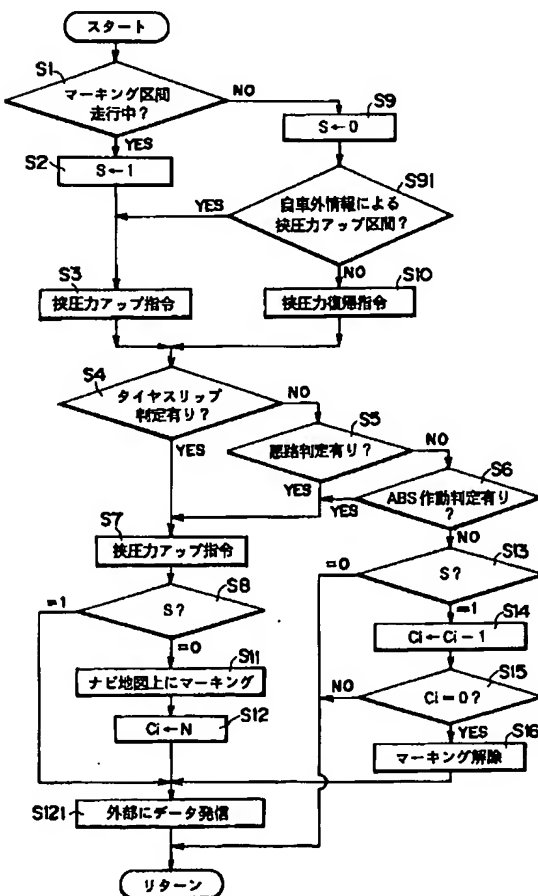 スタート
S1
マーキング区間
走行中？
NO
YES
S9
S←0
S2
S←1
S91
自車外情報による
挟圧力アップ区間？
YES
NO
S3
挟圧力アップ指令
S10
挟圧力復帰指令
S4
タイヤスリップ
判定有り？
NO
YES
S5
悪路判定有り？
NO
YES
S6
ABS作動判定有り
？
YES
NO
S7
挟圧力アップ指令
S13
S？
=0
=1
S8
S？
=1
=0
S14
Ci←Ci－1
S11
ナビ地図上にマーキング
S15
Ci=0？
NO
YES
S12
Ci←N
S16
マーキング解除
S121
外部にデータ発信
リターン